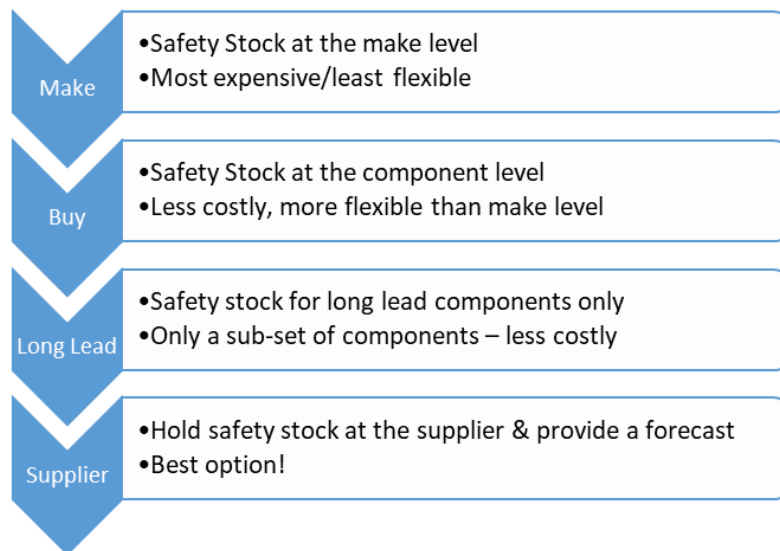 Make
•Safety Stock at the make level
•Most expensive/least flexible
Buy
•Safety Stock at the component level
•Less costly, more flexible than make level
Long Lead
•Safety stock for long lead components only
•Only a sub-set of components – less costly
Supplier
•Hold safety stock at the supplier & provide a forecast
•Best option!